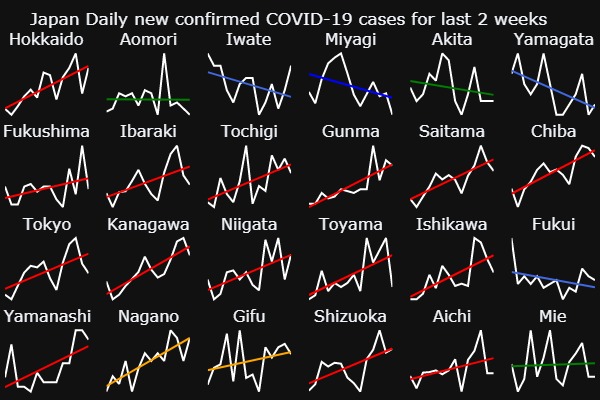 Japan Daily new confirmed COVID-19 cases for last 2 weeks
Hokkaido Aomori Iwate Miyagi Akita Yamagata
Fukushima Ibaraki Tochigi Gunma Saitama Chiba
Tokyo Kanagawa Niigata Toyama Ishikawa Fukui
Yamanashi Nagano Gifu Shizuoka Aichi Mie